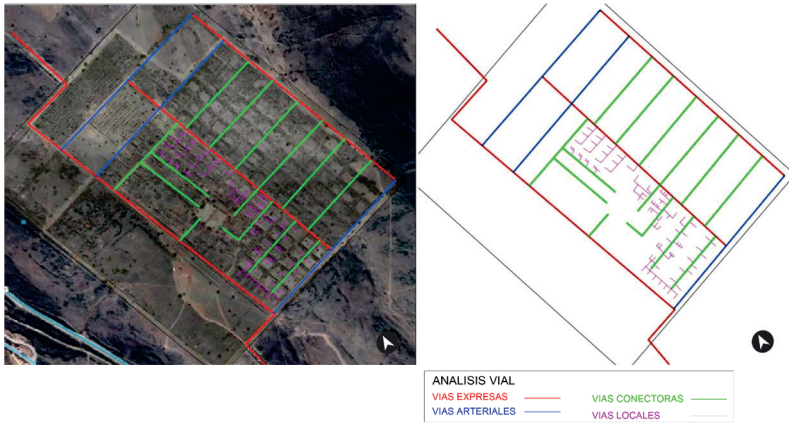 ANALISIS VIAL
VIAS EXPRESAS
VIAS CONECTORAS
VIAS ARTERIALES
VIAS LOCALES